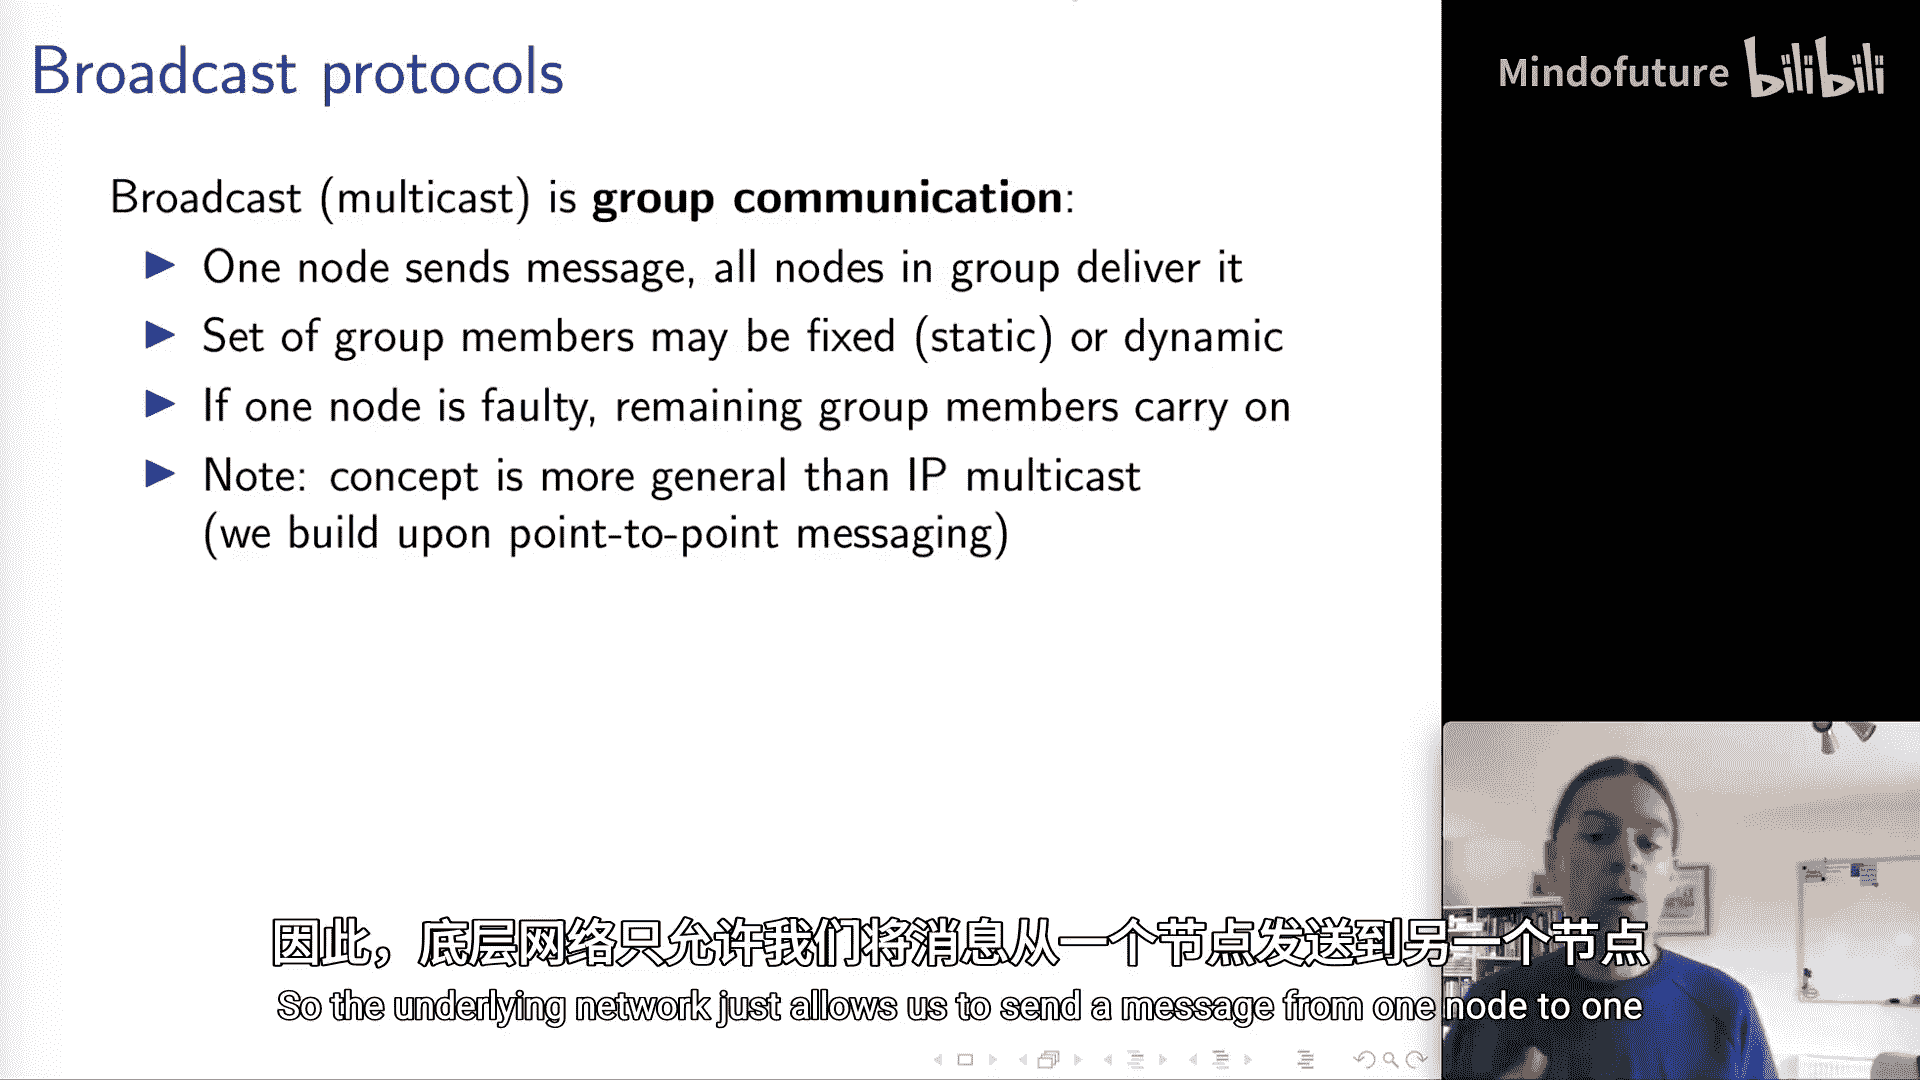 Broadcast protocols
Mindofuture bilibili
Broadcast (multicast) is group communication:
One node sends message, all nodes in group deliver it
Set of group members may be fixed (static) or dynamic
If one node is faulty, remaining group members carry on
Note: concept is more general than IP multicast
(we build upon point-to-point messaging)
因此，底层网络只允许我们将消息从一个节点发送到另一个节点
So the underlying network just allows us to send a message from one node to one